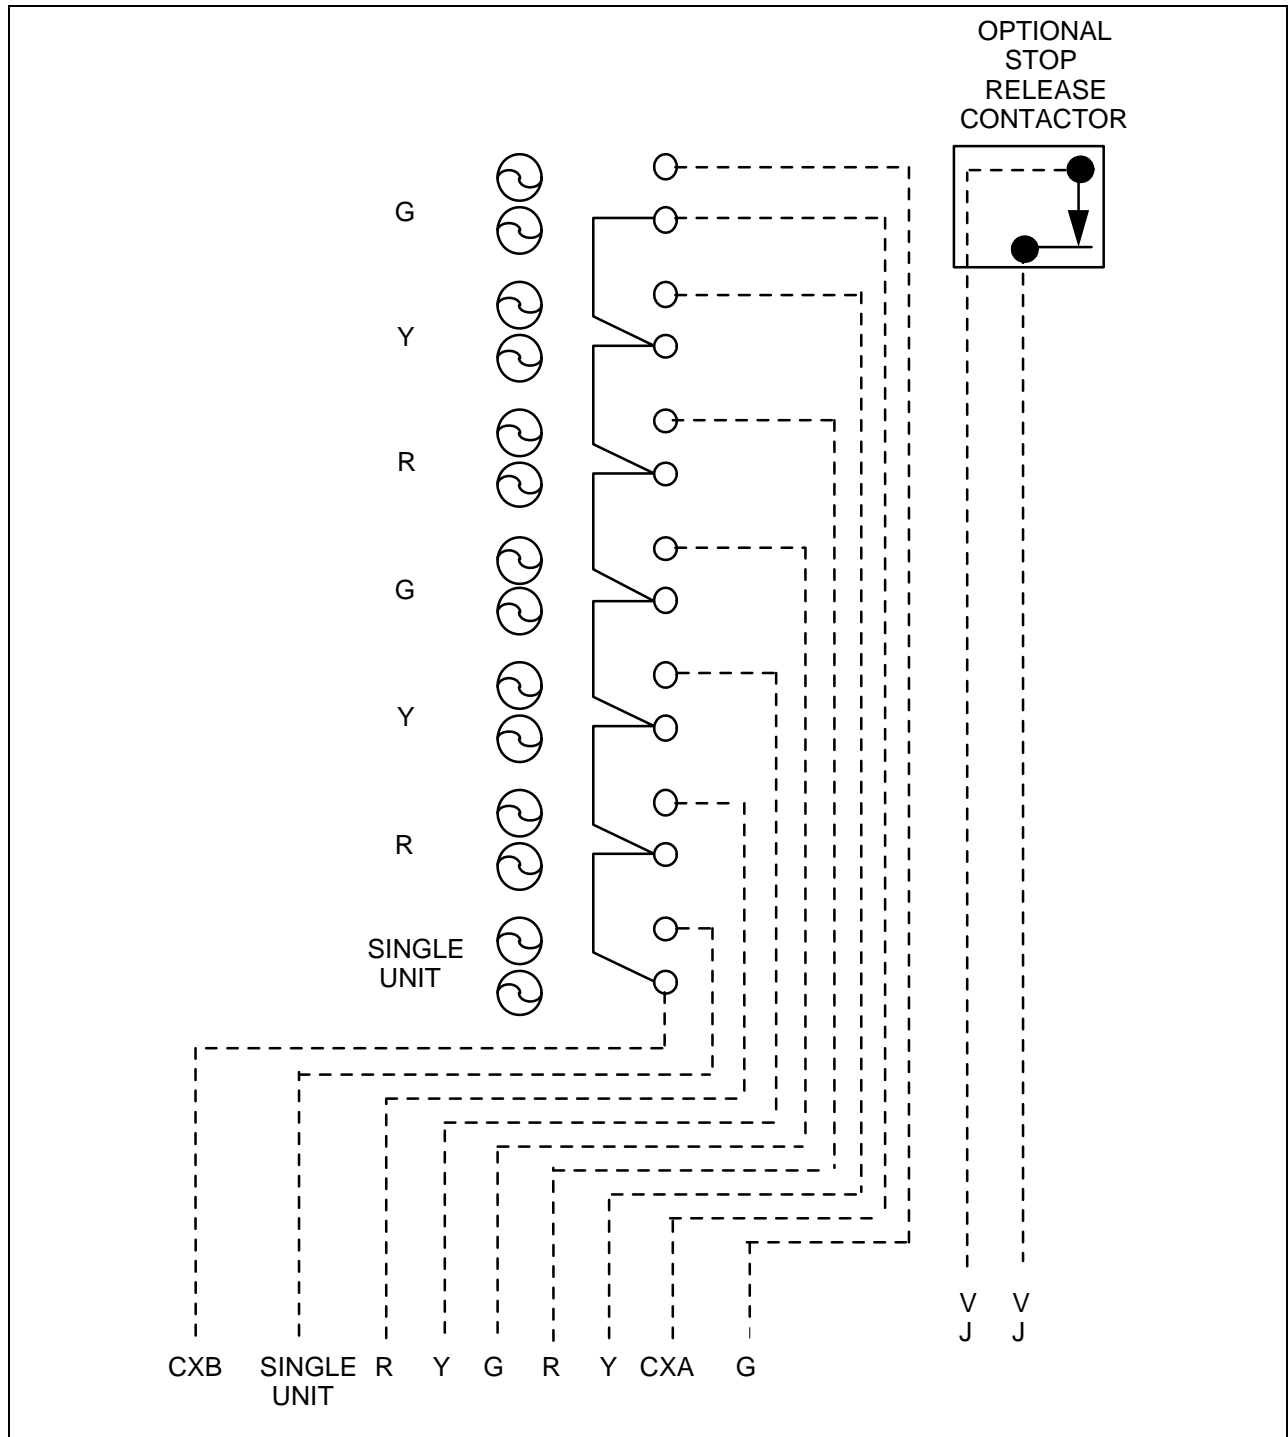 OPTIONAL
STOP
RELEASE
CONTACTOR
G
Y
R
G
Y
R
SINGLE
UNIT
V V
J J
CXB SINGLE R Y G R Y CXA G
UNIT